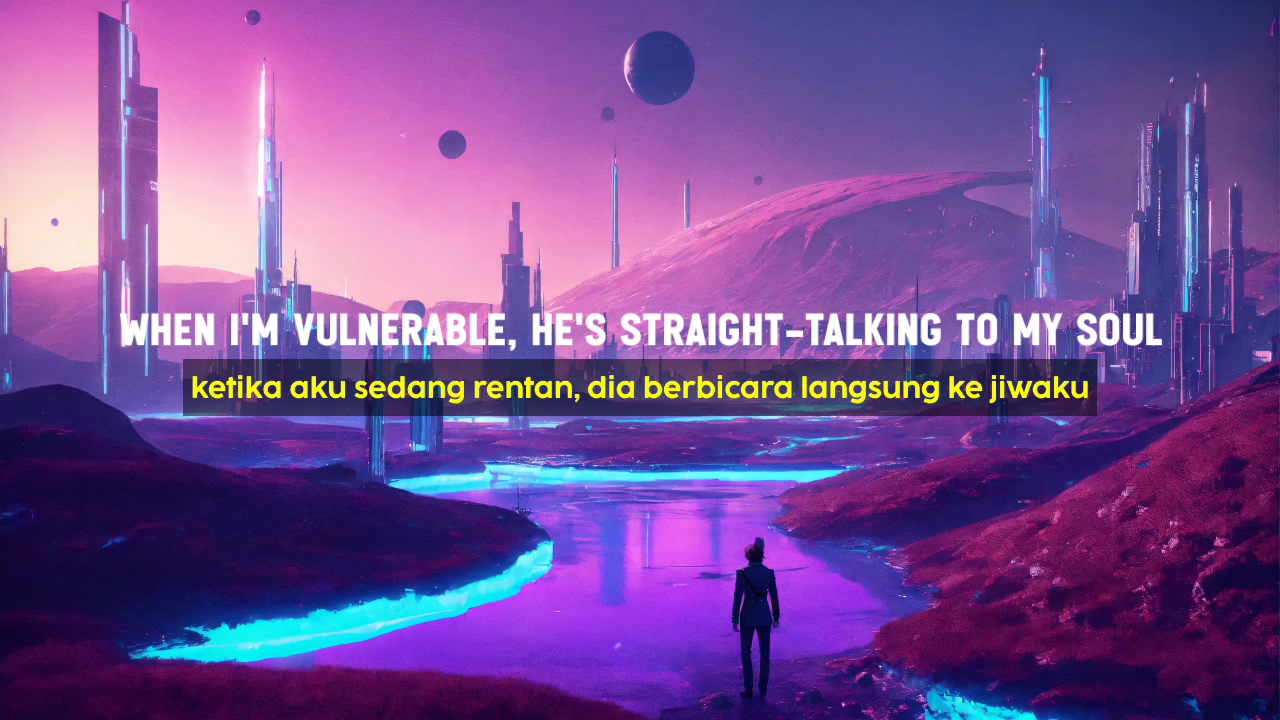 WHEN I'M VULNERABLE, HE'S STRAIGHT-TALKING TO MY SOUL
ketika aku sedang rentan, dia berbicara langsung ke jiwaku